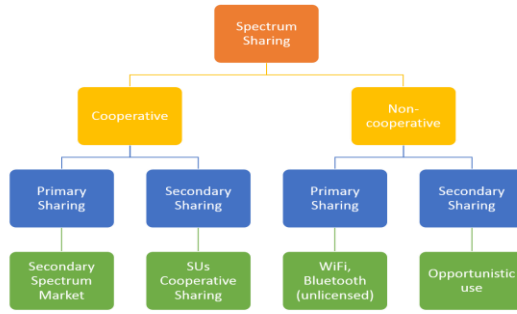 Spectrum
Sharing
Cooperative
Non-
cooperative
Primary
Sharing
Secondary
Sharing
Primary
Sharing
Secondary
Sharing
Secondary
Spectrum
Market
SUs
Cooperative
Sharing
WiFi,
Bluetooth
(unlicensed)
Opportunistic
use